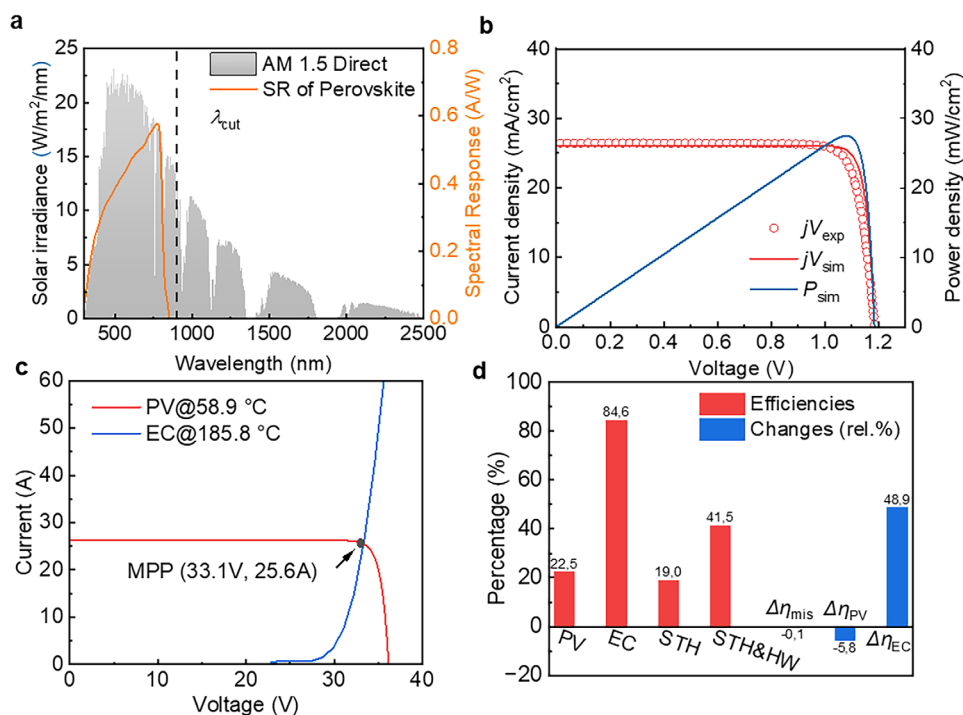 a
Solar irradiance (W/m²/nm)
25
20
15
10
5
0
AM 1.5 Direct
SR of Perovskite
λcut
0.8
0.6
0.4
0.2
0.0
Spectral Response (A/W)
500 1000 1500 2000 2500
Wavelength (nm)
b
Current density (mA/cm²)
40
30
20
10
0
jVexp
jVsim
Psim
40
30
20
10
0
Power density (mW/cm²)
0.0 0.2 0.4 0.6 0.8 1.0 1.2
Voltage (V)
c
Current (A)
60
50
40
30
20
10
0
PV@58.9 °C
EC@185.8 °C
MPP (33.1V, 25.6A)
0 10 20 30 40
Voltage (V)
d
Percentage (%)
100
80
60
40
20
0
−20
Efficiencies
Changes (rel.%)
22,5
84,6
19,0
41,5
-0,1
-5,8
48,9
PV
EC
STH
STH&HW
Δηmis
ΔηPV
ΔηEC